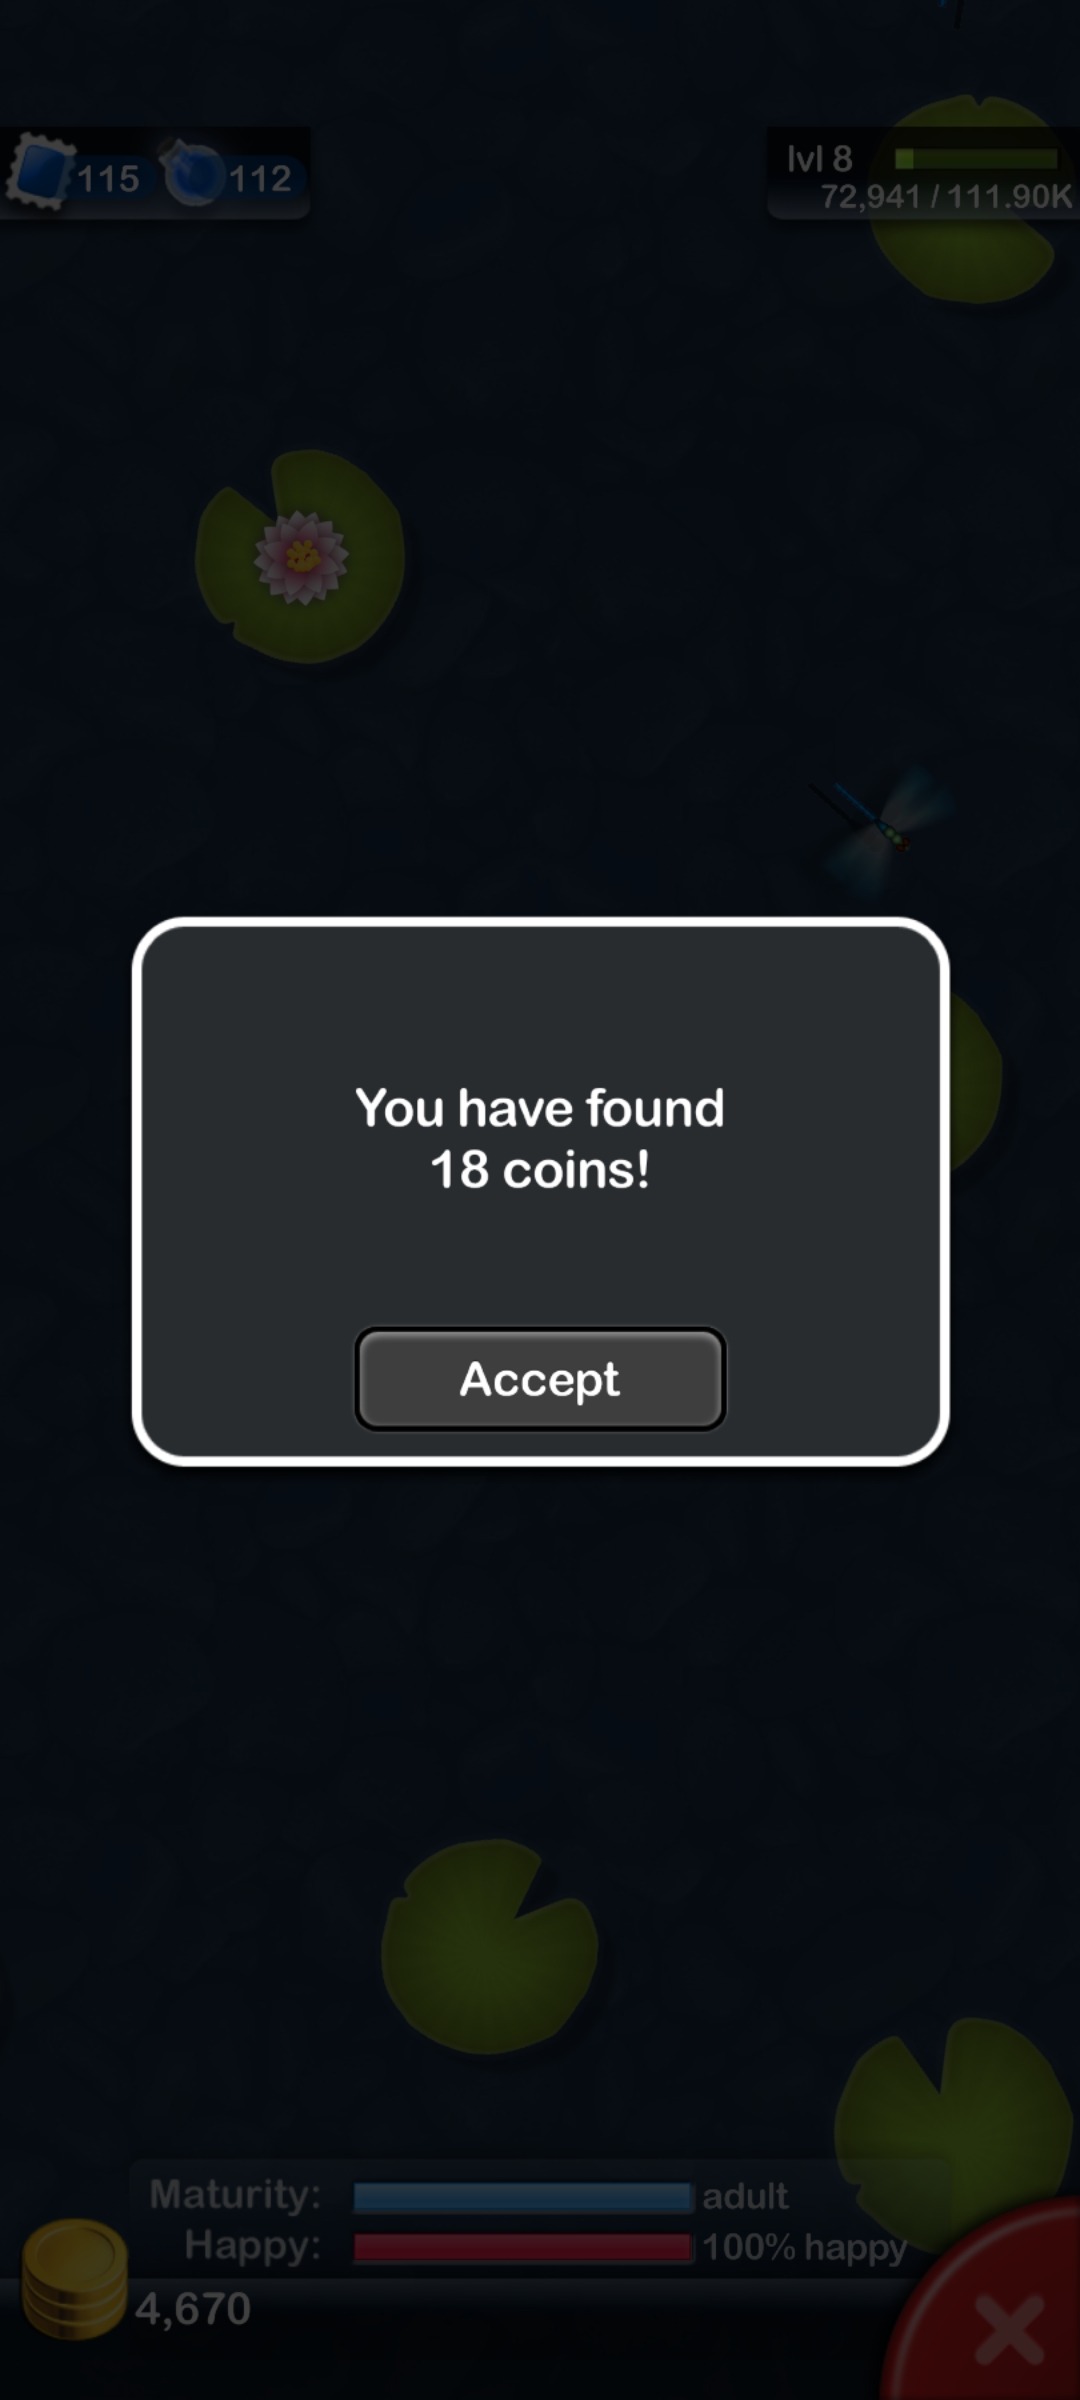 115 112
lvl 8
72,941 / 111.90K
You have found
18 coins!
Accept
Maturity: adult
Happy: 100% happy
4,670